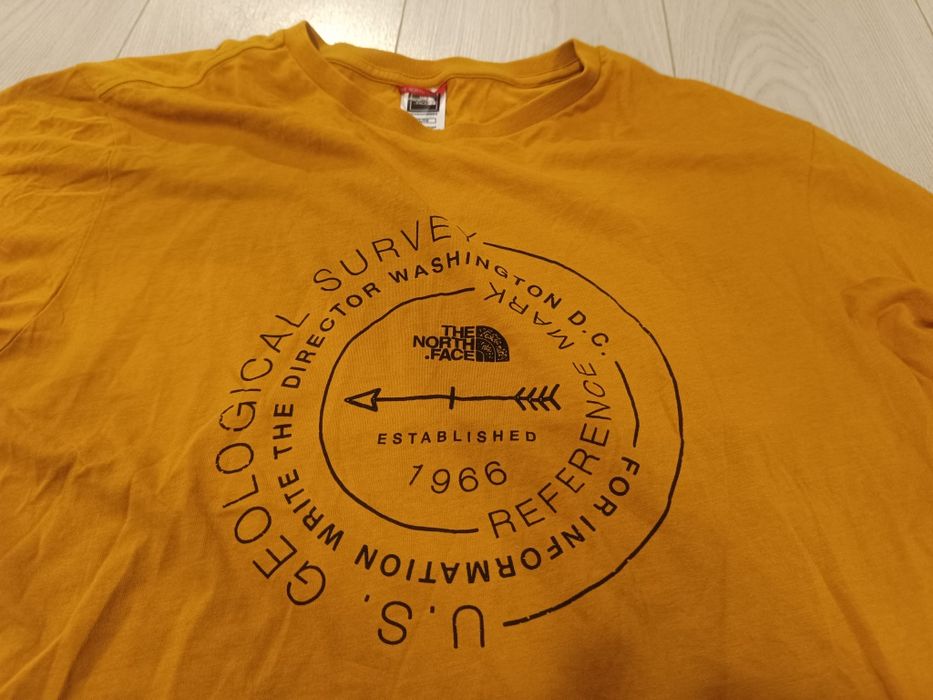 U.S. GEOLOGICAL SURVEY
FOR INFORMATION WRITE THE DIRECTOR WASHINGTON D.C.
REFERENCE MARK
THE
NORTH
.FACE
ESTABLISHED
1966